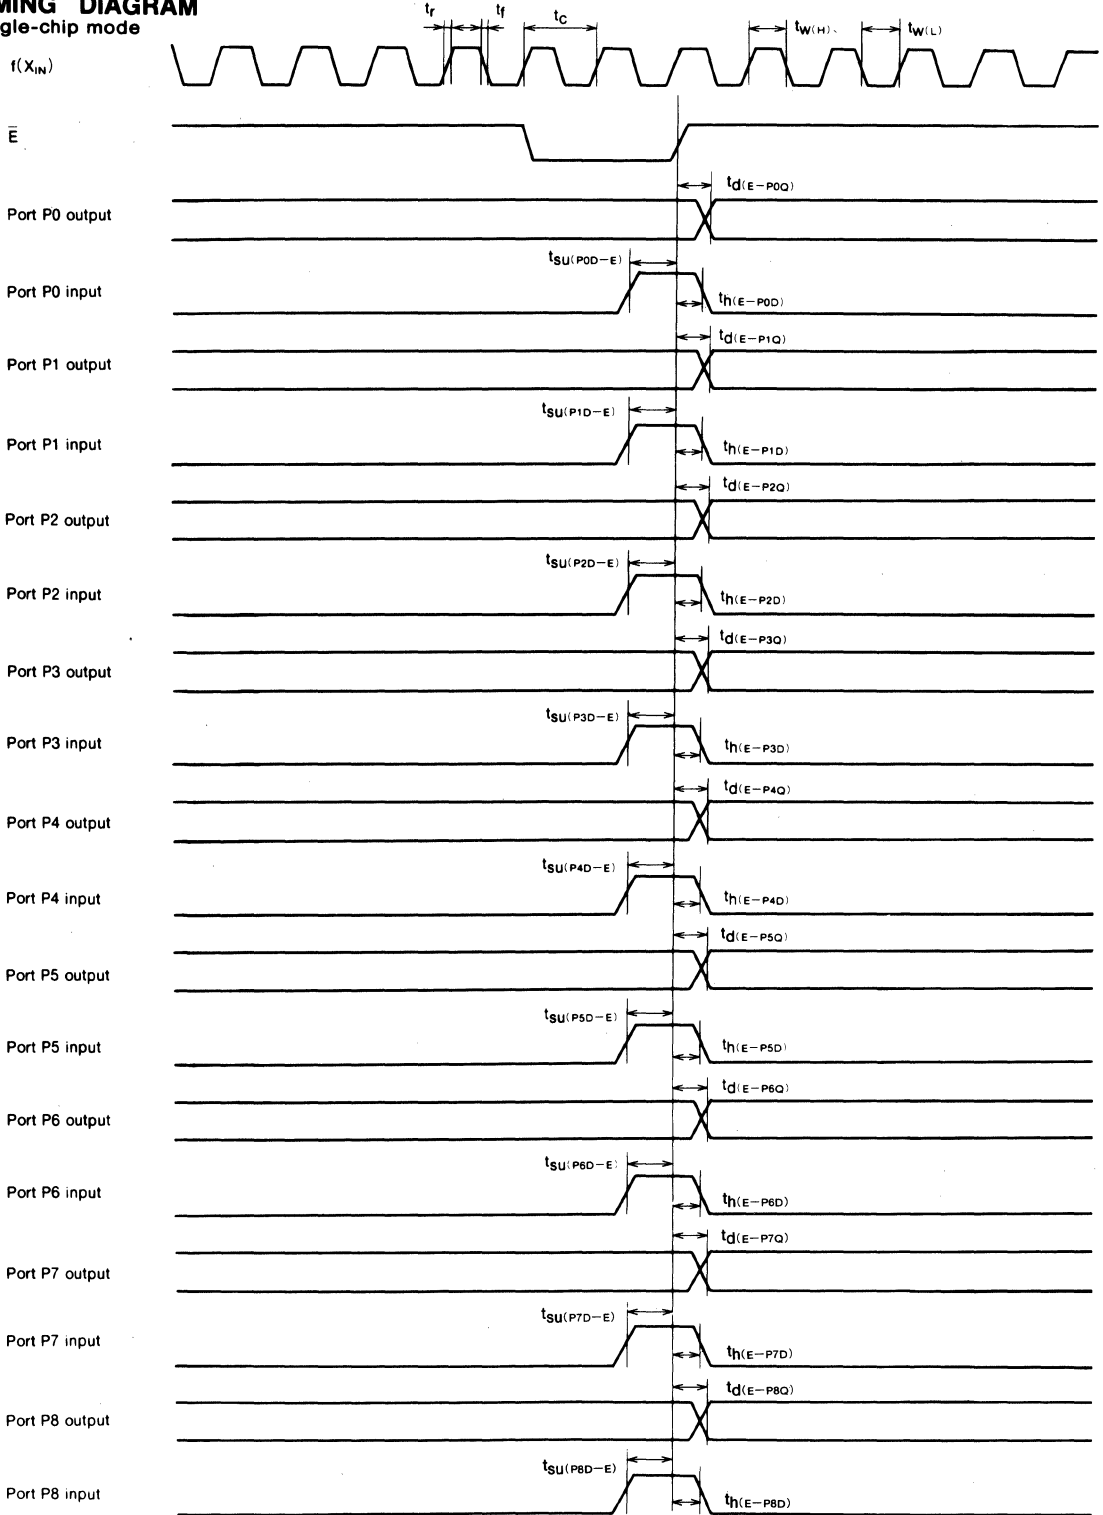 MING DIAGRAM
gle-chip mode
tr tf tc tW(H) tW(L)
f(XIN)
E̅
td(E−P0Q)
Port P0 output
tsu(P0D−E)
Port P0 input
th(E−P0D)
td(E−P1Q)
Port P1 output
tsu(P1D−E)
Port P1 input
th(E−P1D)
td(E−P2Q)
Port P2 output
tsu(P2D−E)
Port P2 input
th(E−P2D)
td(E−P3Q)
Port P3 output
tsu(P3D−E)
Port P3 input
th(E−P3D)
td(E−P4Q)
Port P4 output
tsu(P4D−E)
Port P4 input
th(E−P4D)
td(E−P5Q)
Port P5 output
tsu(P5D−E)
Port P5 input
th(E−P5D)
td(E−P6Q)
Port P6 output
tsu(P6D−E)
Port P6 input
th(E−P6D)
td(E−P7Q)
Port P7 output
tsu(P7D−E)
Port P7 input
th(E−P7D)
td(E−P8Q)
Port P8 output
tsu(P8D−E)
Port P8 input
th(E−P8D)